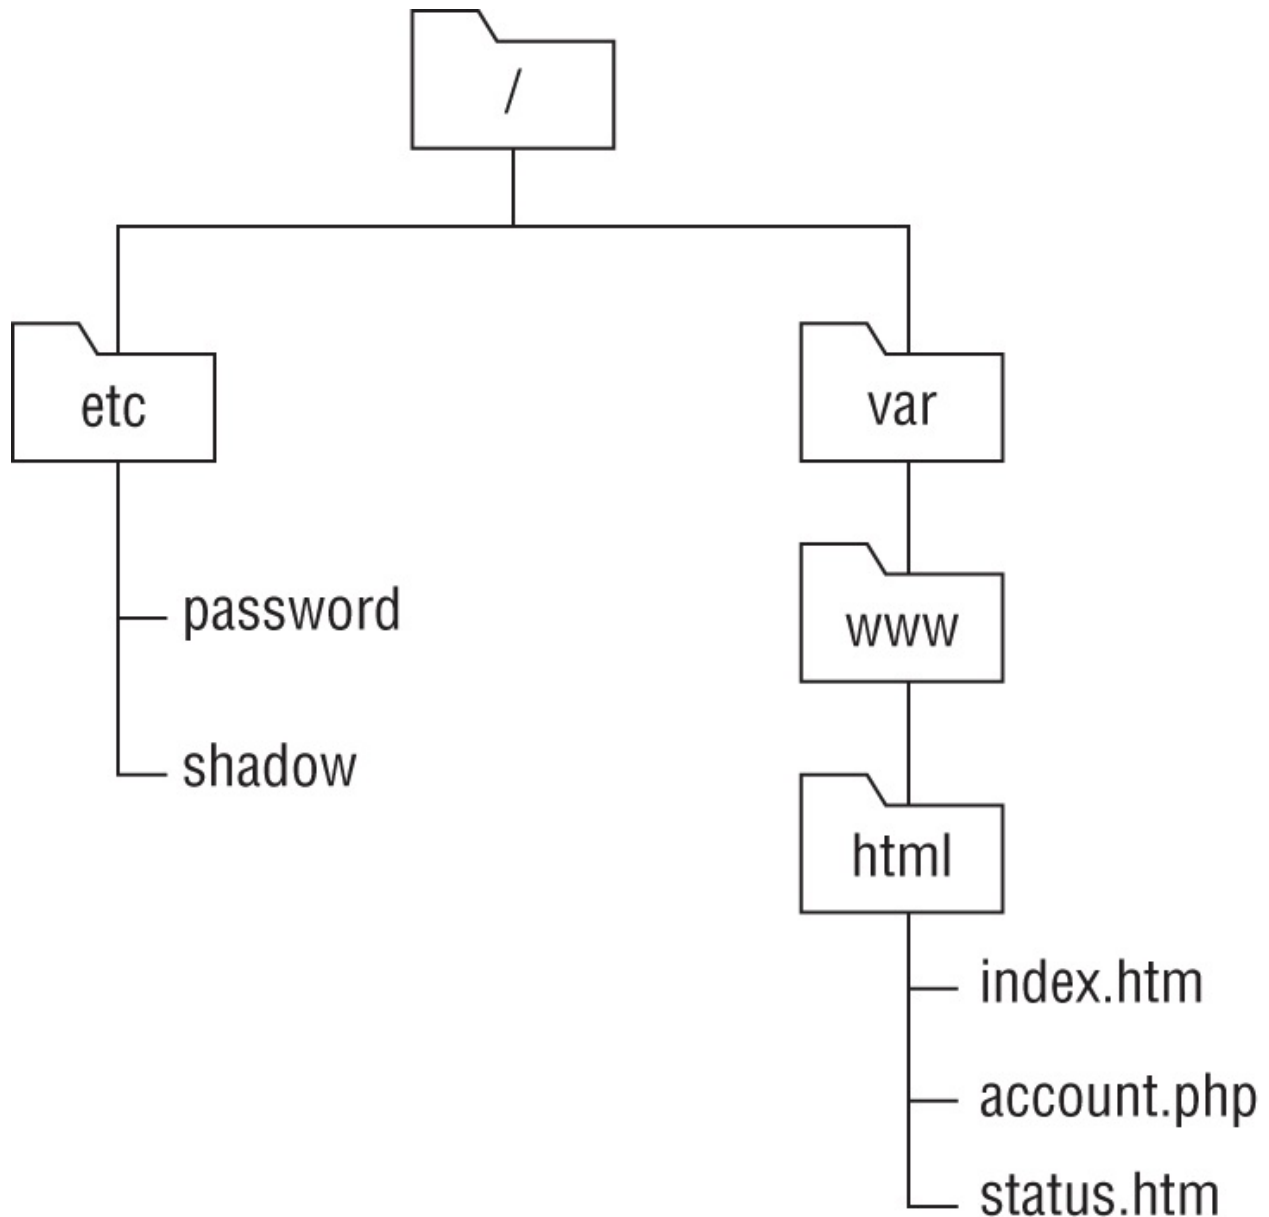 /
etc
var
password
www
shadow
html
index.htm
account.php
status.htm